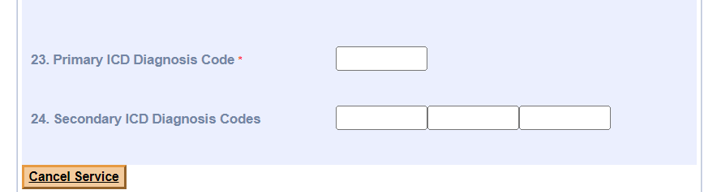 23. Primary ICD Diagnosis Code *
24. Secondary ICD Diagnosis Codes
Cancel Service